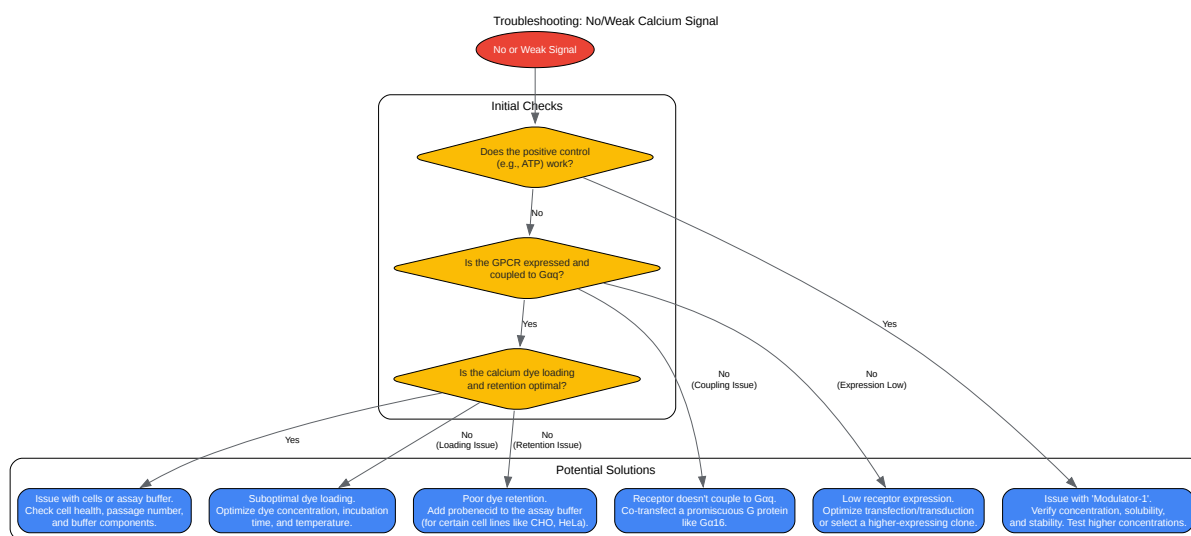 Troubleshooting: No/Weak Calcium Signal
No or Weak Signal
Initial Checks
Does the positive control
(e.g., ATP) work?
No
Is the GPCR expressed and
coupled to Gαq?
Yes
Yes
Is the calcium dye loading
and retention optimal?
No
(Coupling Issue)
No
(Expression Low)
Yes
No
(Loading Issue)
No
(Retention Issue)
Potential Solutions
Issue with cells or assay buffer.
Check cell health, passage number,
and buffer components.
Suboptimal dye loading.
Optimize dye concentration, incubation
time, and temperature.
Poor dye retention.
Add probenecid to the assay buffer
(for certain cell lines like CHO, HeLa).
Receptor doesn't couple to Gαq.
Co-transfect a promiscuous G protein
like Gα16.
Low receptor expression.
Optimize transfection/transduction
or select a higher-expressing clone.
Issue with 'Modulator-1'.
Verify concentration, solubility,
and stability. Test higher concentrations.